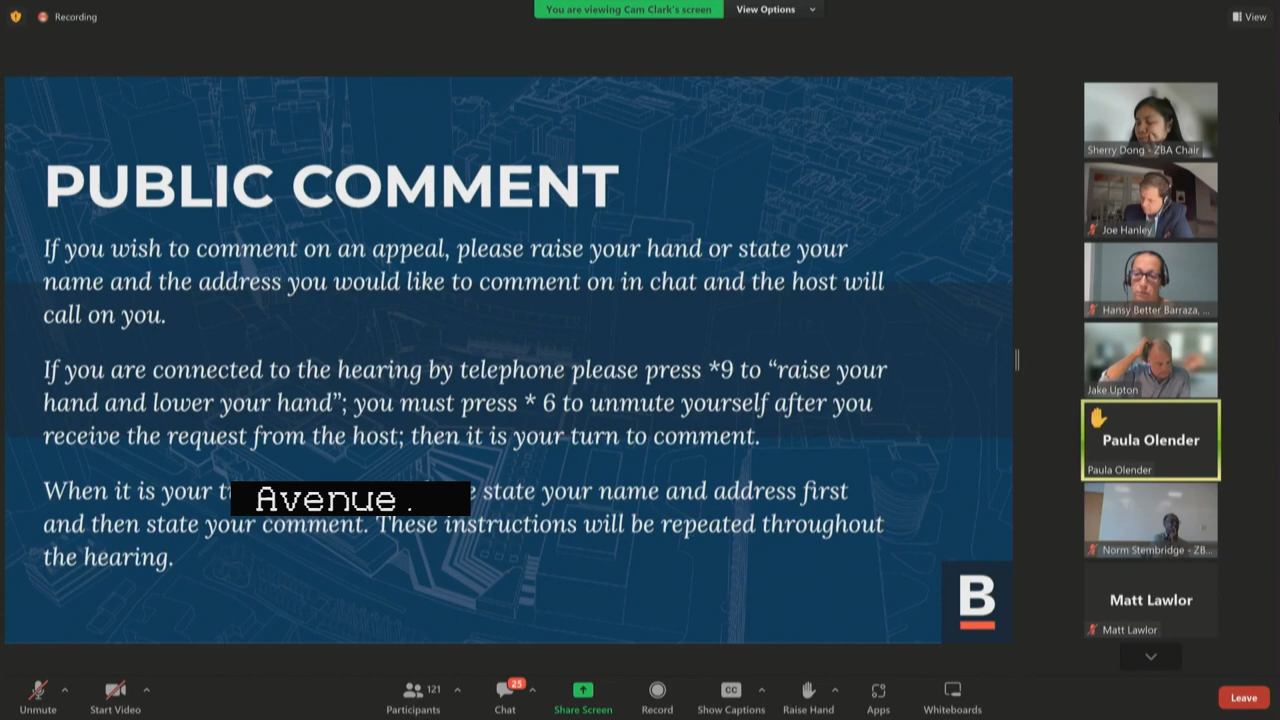 Recording
You are viewing Cam Clark's screen
View Options
View
PUBLIC COMMENT
If you wish to comment on an appeal, please raise your hand or state your
name and the address you would like to comment on in chat and the host will
call on you.
If you are connected to the hearing by telephone please press *9 to “raise your
hand and lower your hand”; you must press * 6 to unmute yourself after you
receive the request from the host; then it is your turn to comment.
When it is your state your name and address first
Avenue.
and then state your comment. These instructions will be repeated throughout
the hearing.
B
Sherry Dong - ZBA Chair
Joe Hanley
Hansy Better Barraza, ...
Jake Upton
Paula Olender
Paula Olender
Norm Stembridge - ZB...
Matt Lawlor
Matt Lawlor
Unmute
Start Video
121
Participants
25
Chat
Share Screen
Record
CC
Show Captions
Raise Hand
Apps
Whiteboards
Leave